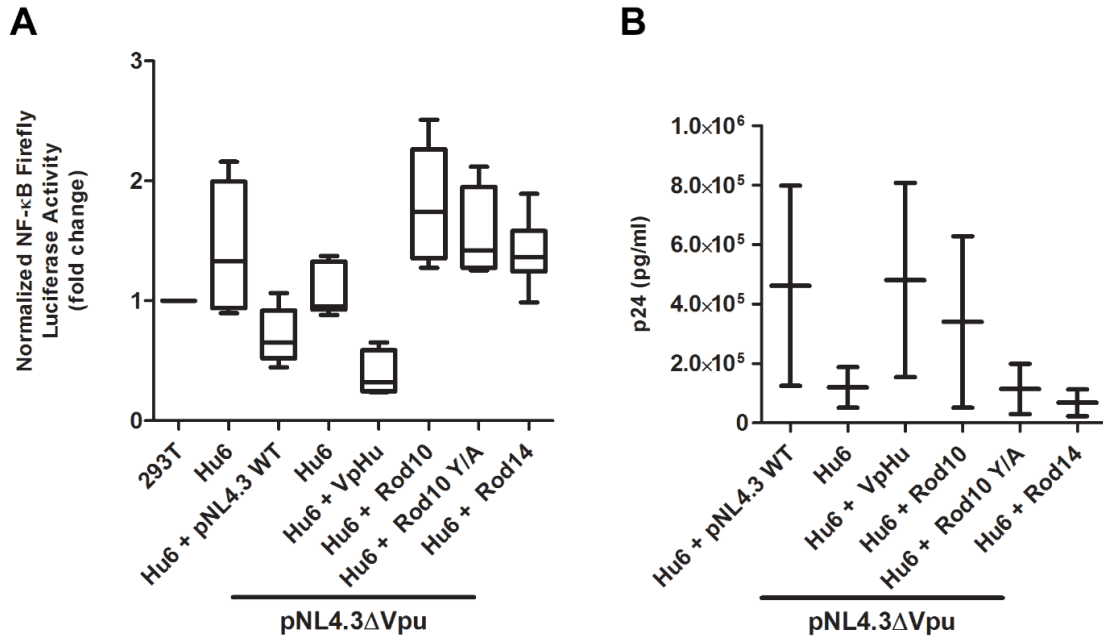 A
Normalized NF-κB Firefly
Luciferase Activity
(fold change)
3
2
1
0
293T
Hu6
Hu6 + pNL4.3 WT
Hu6
Hu6 + VpHu
Hu6 + Rod10
Hu6 + Rod10 Y/A
Hu6 + Rod14
pNL4.3ΔVpu
B
p24 (pg/ml)
1.0×10⁶
8.0×10⁵
6.0×10⁵
4.0×10⁵
2.0×10⁵
0
Hu6 + pNL4.3 WT
Hu6
Hu6 + VpHu
Hu6 + Rod10
Hu6 + Rod10 Y/A
Hu6 + Rod14
pNL4.3ΔVpu